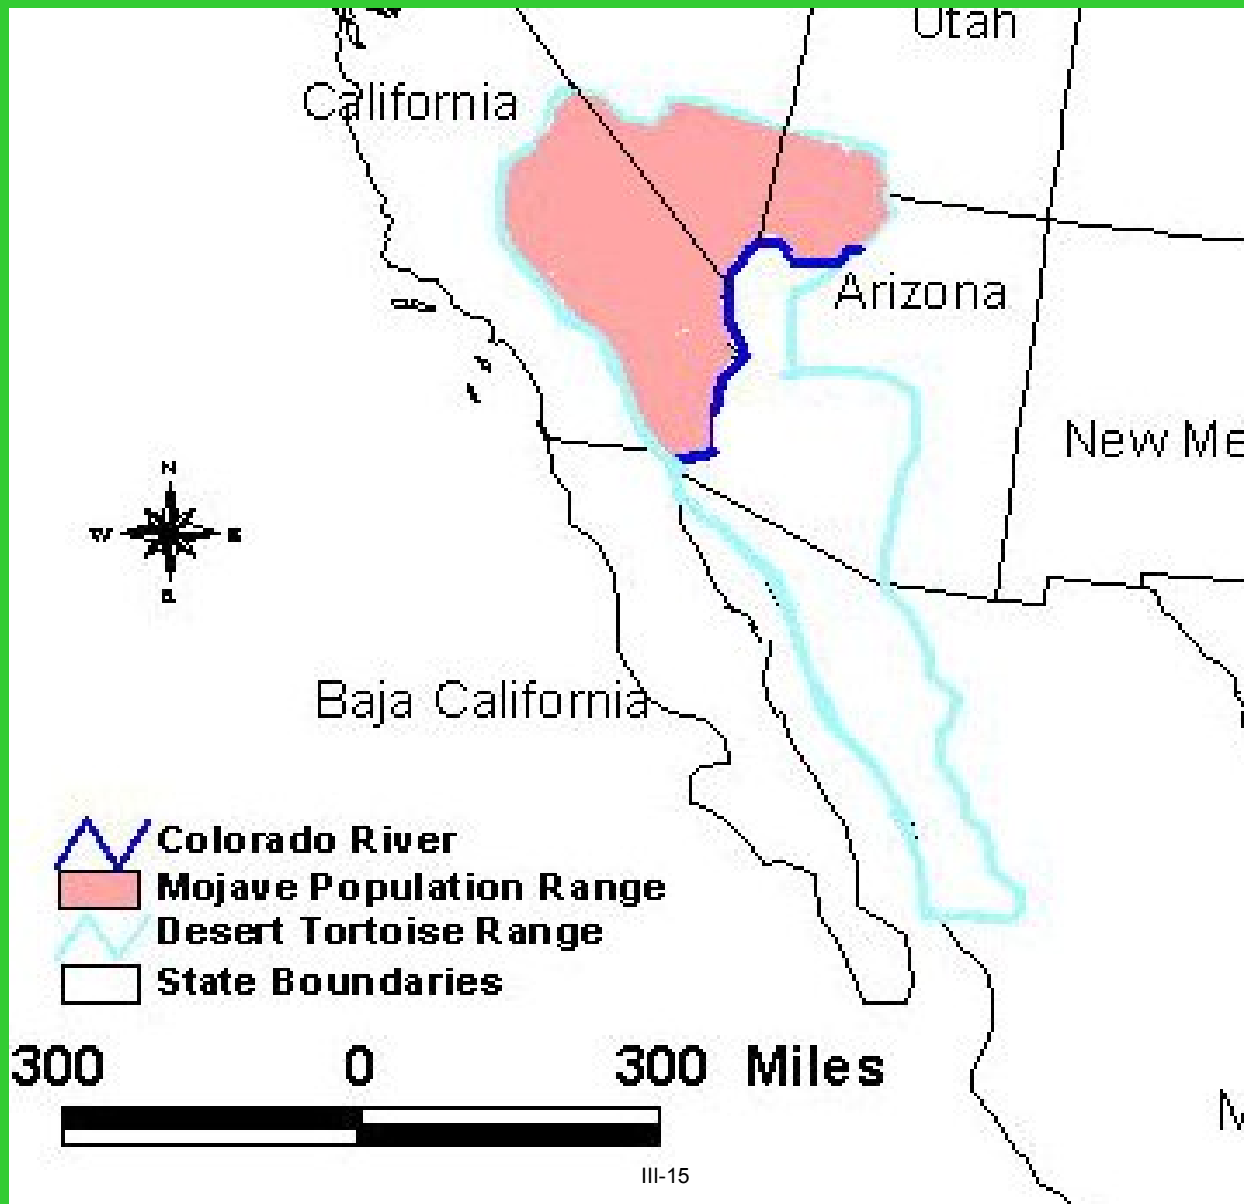 Utah
California
Arizona
New Me
N
W E
S
Baja California
Colorado River
Mojave Population Range
Desert Tortoise Range
State Boundaries
300 0 300 Miles
M
III-15